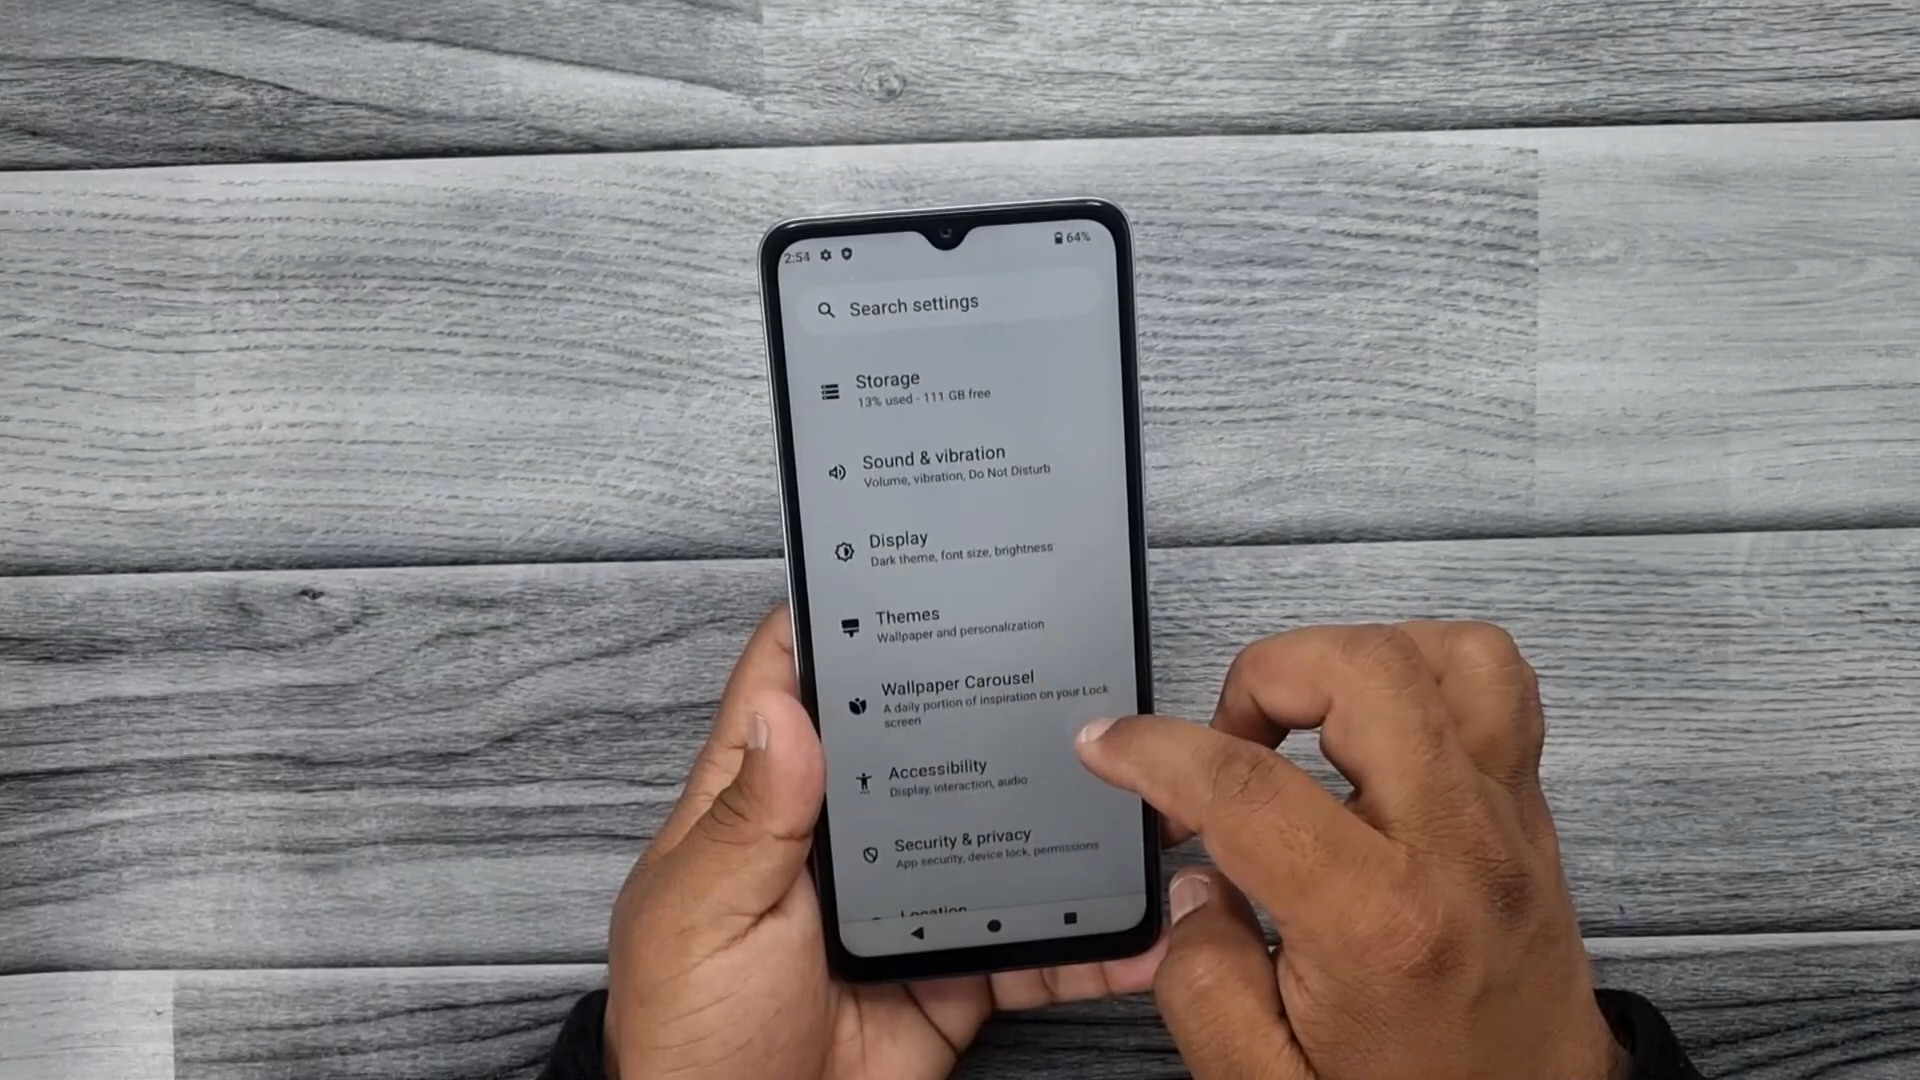 2:54
64%
Search settings
Storage
13% used - 111 GB free
Sound & vibration
Volume, vibration, Do Not Disturb
Display
Dark theme, font size, brightness
Themes
Wallpaper and personalization
Wallpaper Carousel
A daily portion of inspiration on your Lock
screen
Accessibility
Display, interaction, audio
Security & privacy
App security, device lock, permissions
Location